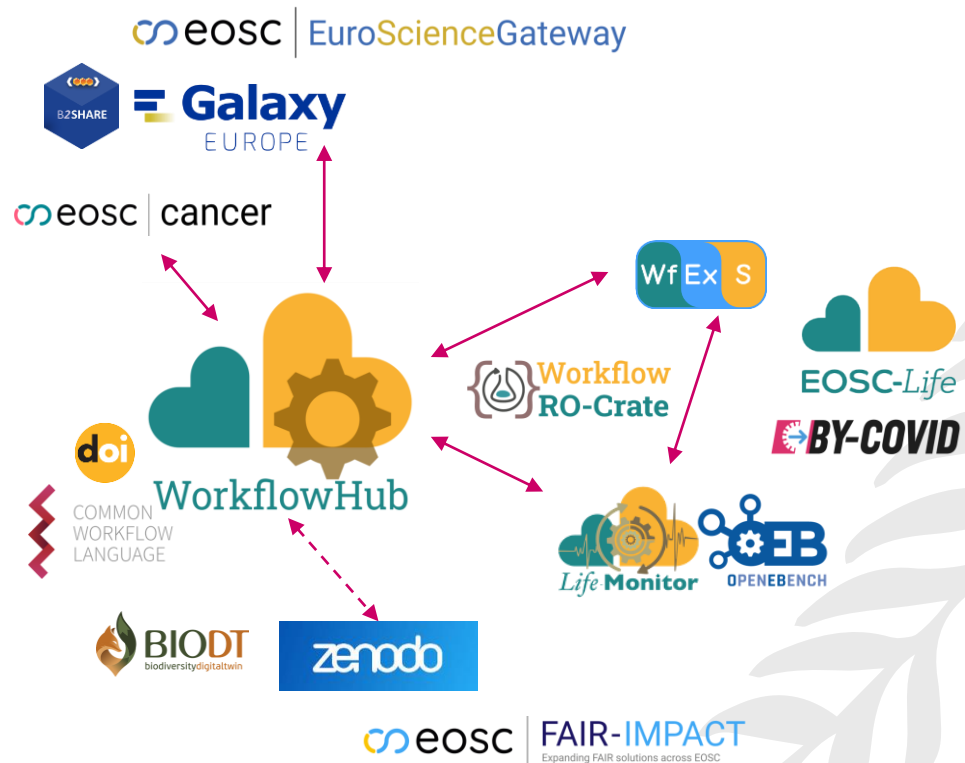 eosc EuroScienceGateway
B2SHARE
Galaxy
EUROPE
eosc cancer
Wf Ex S
Workflow
RO-Crate
EOSC-Life
BY-COVID
doi
WorkflowHub
COMMON
WORKFLOW
LANGUAGE
Life-Monitor
EB
OPENEBENCH
BIODT
biodiversitydigitaltwin
zenodo
eosc FAIR-IMPACT
Expanding FAIR solutions across EOSC